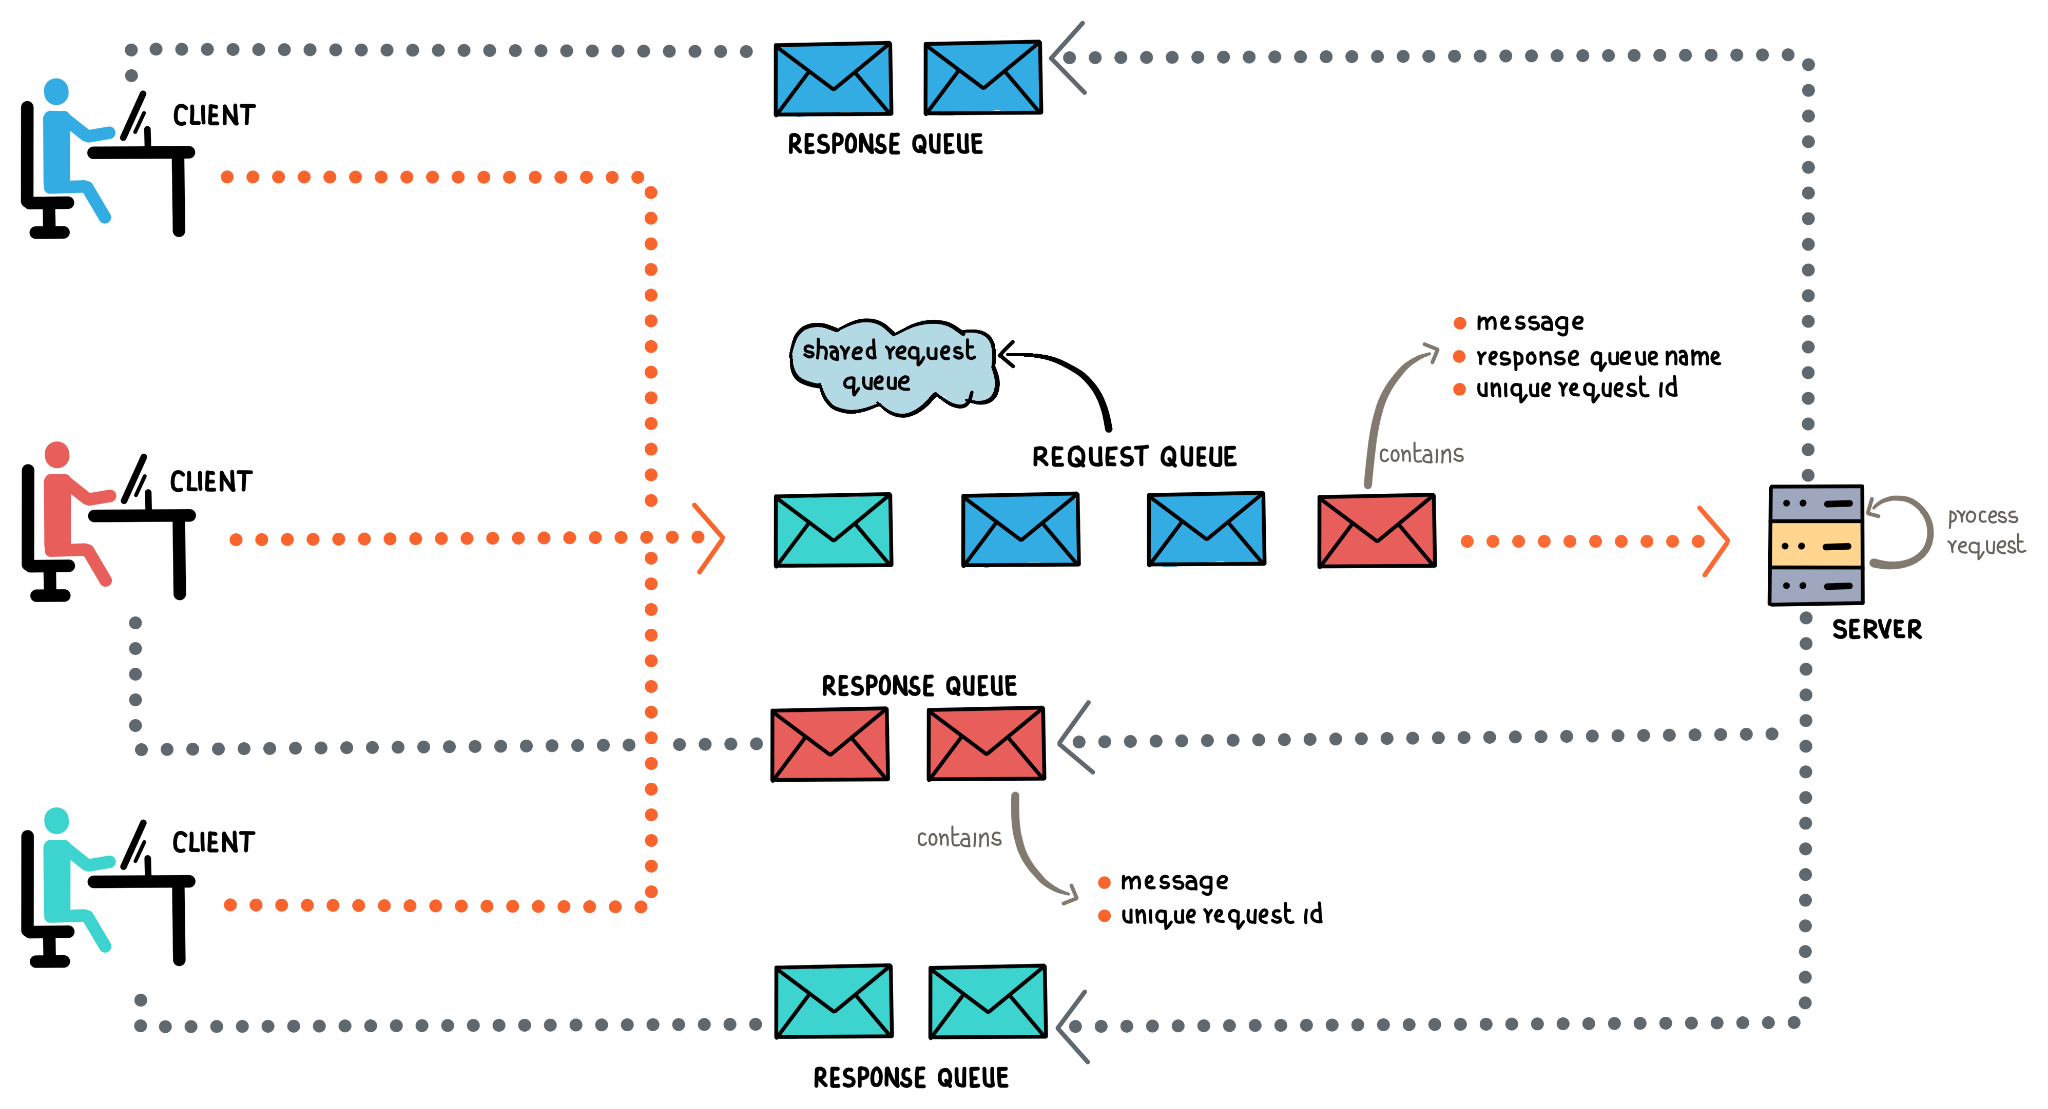 CLIENT
RESPONSE QUEUE
shared request
queue
message
response queue name
unique request id
REQUEST QUEUE
contains
CLIENT
process
request
SERVER
RESPONSE QUEUE
contains
CLIENT
message
unique request id
RESPONSE QUEUE